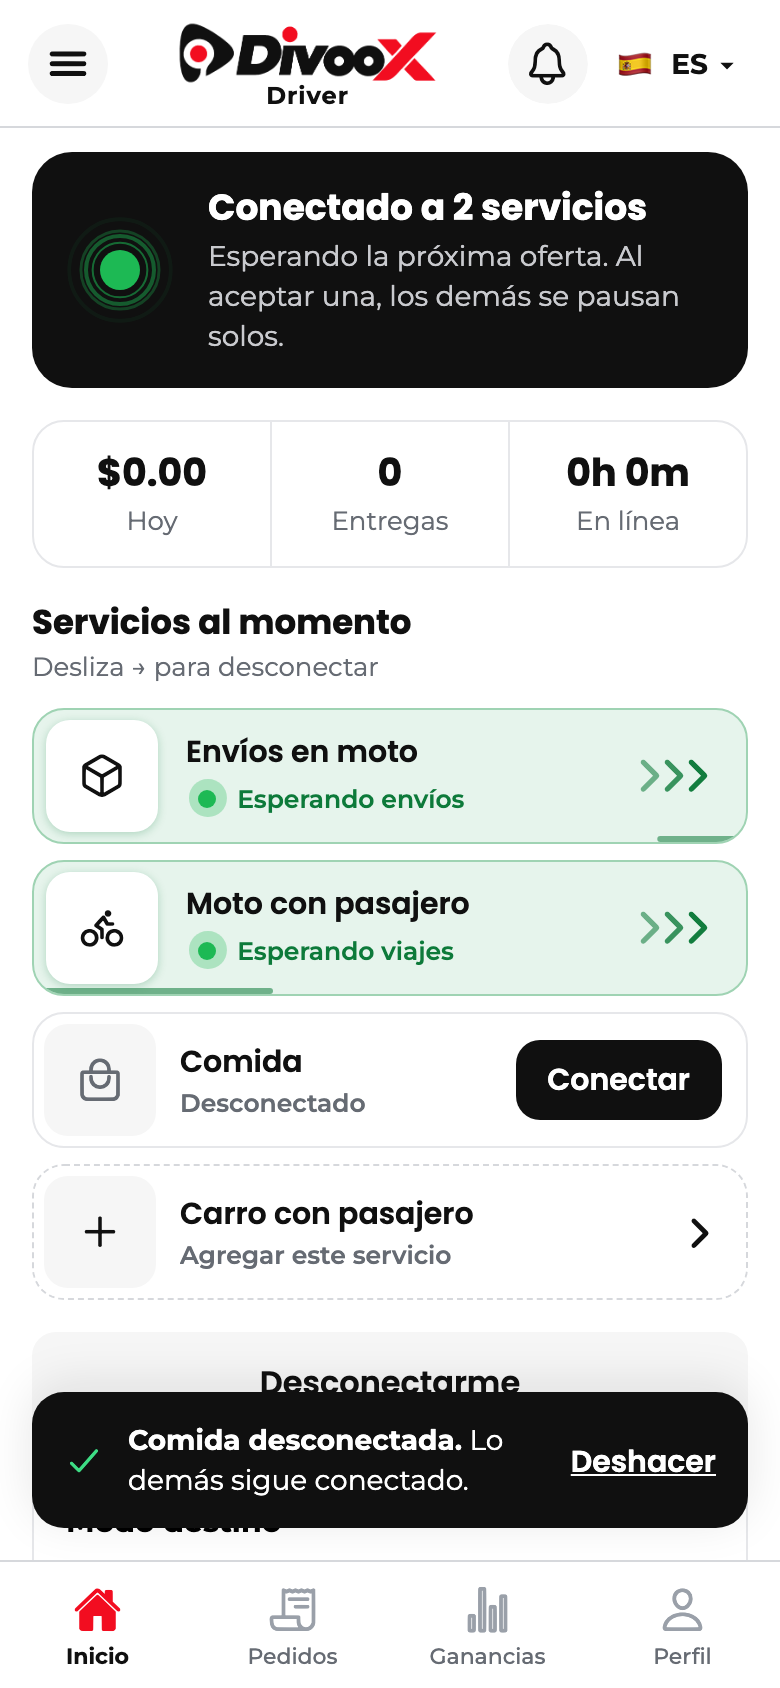 DivooX
Driver
ES
Conectado a 2 servicios
Esperando la próxima oferta. Al
aceptar una, los demás se pausan
solos.
$0.00
Hoy
0
Entregas
0h 0m
En línea
Servicios al momento
Desliza → para desconectar
Envíos en moto
Esperando envíos
Moto con pasajero
Esperando viajes
Comida
Desconectado
Conectar
Carro con pasajero
Agregar este servicio
Desconectarme
Comida desconectada. Lo
demás sigue conectado.
Deshacer
Modo destino
Inicio
Pedidos
Ganancias
Perfil